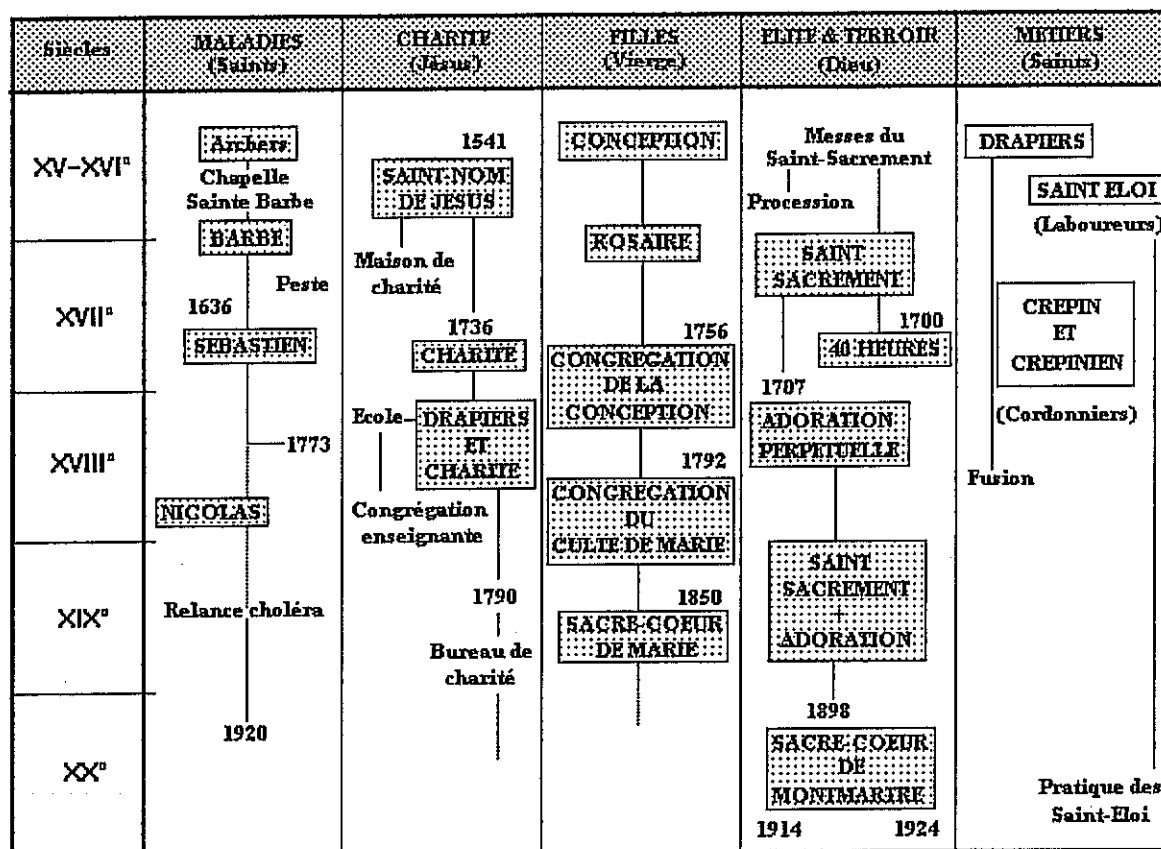 Siècles
MALADIES
(Saints)
CHARITE
(Jésus)
FILLES
(Vierge)
ELITE & TERROIR
(Dieu)
METIERS
(Saints)
XV-XVIº
Archers
Chapelle
Sainte Barbe
BARBE
1541
SAINT-NOM
DE JESUS
Maison de
charité
CONCEPTION
ROSAIRE
Messes du
Saint-Sacrement
Procession
SAINT
SACREMENT
DRAPIERS
SAINT ELOI
(Laboureurs)
XVIIº
Peste
1636
SEBASTIEN
1736
CHARITE
1756
CONGREGATION
DE LA
CONCEPTION
1700
40 HEURES
1707
CREPIN
ET
CREPINIEN
(Cordonniers)
XVIIIº
1773
NICOLAS
Ecole
DRAPIERS
ET
CHARITE
Congrégation
enseignante
1792
CONGREGATION
DU
CULTE DE MARIE
ADORATION
PERPETUELLE
Fusion
XIXº
Relance choléra
1790
Bureau de
charité
1850
SACRE-COEUR
DE MARIE
SAINT
SACREMENT
+
ADORATION
XXº
1920
1898
SACRE-COEUR
DE
MONTMARTRE
1914
1924
Pratique des
Saint-Eloi